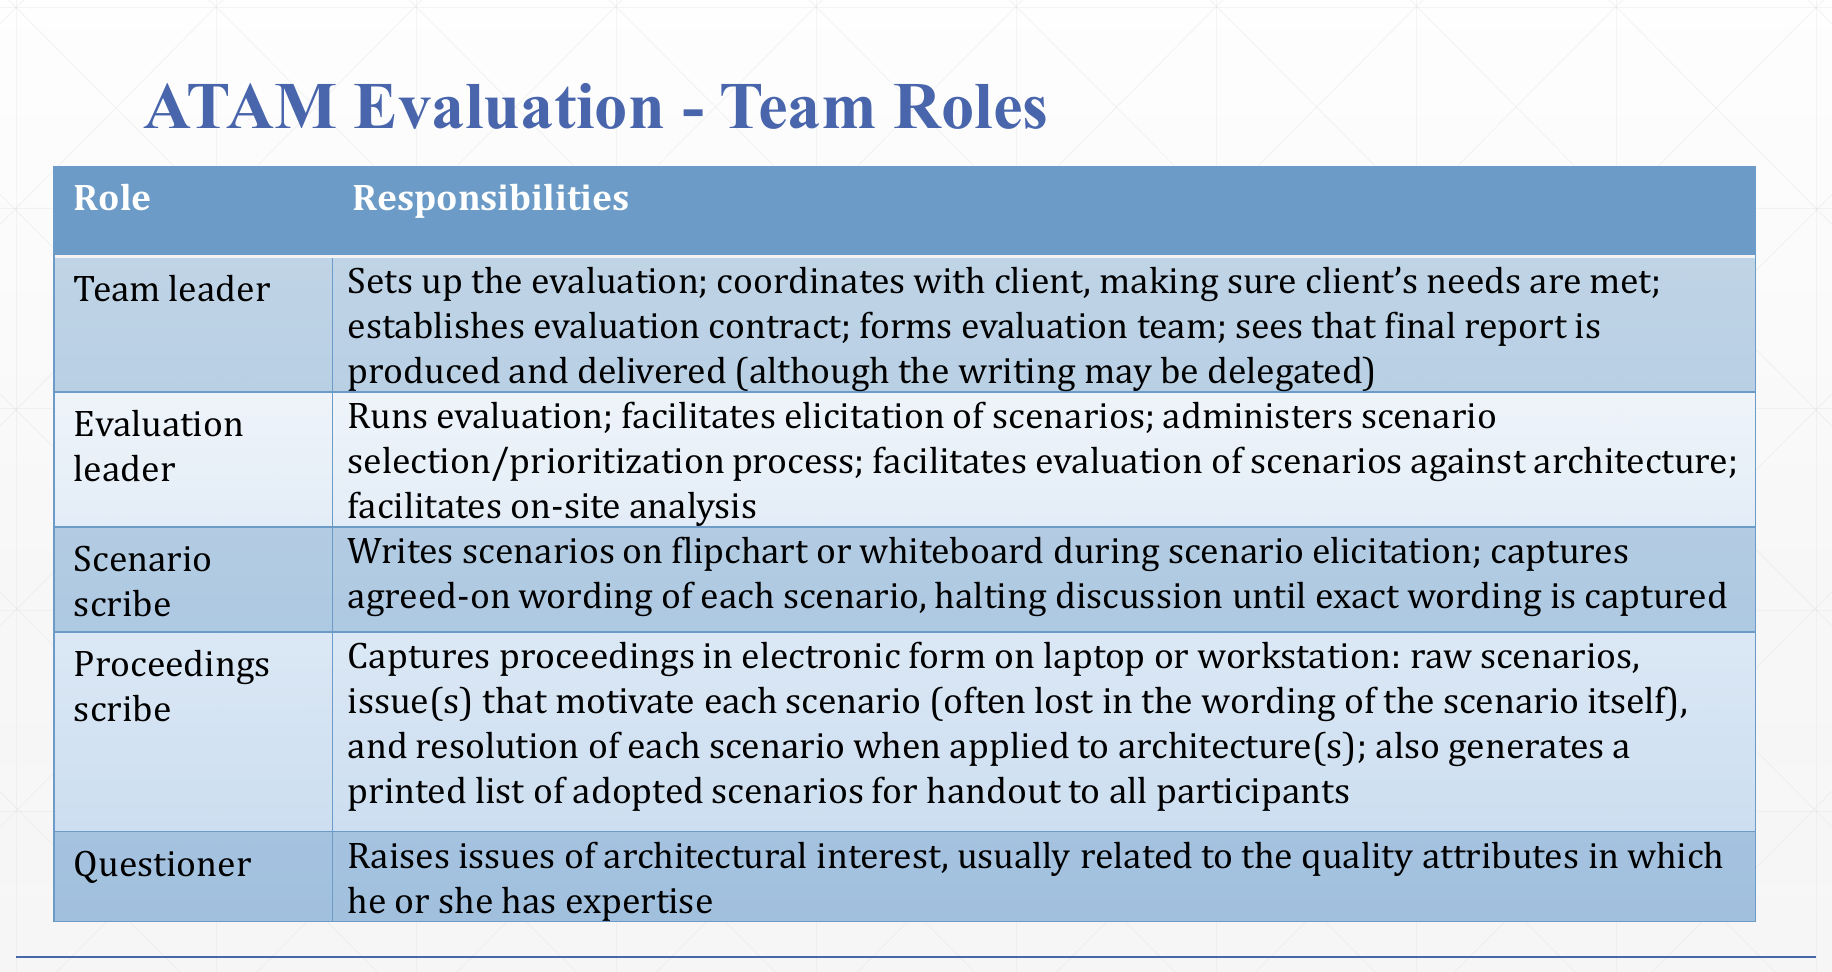 ATAM Evaluation - Team Roles
Role
Responsibilities
Team leader
Sets up the evaluation; coordinates with client, making sure client’s needs are met;
establishes evaluation contract; forms evaluation team; sees that final report is
produced and delivered (although the writing may be delegated)
Evaluation
leader
Runs evaluation; facilitates elicitation of scenarios; administers scenario
selection/prioritization process; facilitates evaluation of scenarios against architecture;
facilitates on-site analysis
Scenario
scribe
Writes scenarios on flipchart or whiteboard during scenario elicitation; captures
agreed-on wording of each scenario, halting discussion until exact wording is captured
Proceedings
scribe
Captures proceedings in electronic form on laptop or workstation: raw scenarios,
issue(s) that motivate each scenario (often lost in the wording of the scenario itself),
and resolution of each scenario when applied to architecture(s); also generates a
printed list of adopted scenarios for handout to all participants
Questioner
Raises issues of architectural interest, usually related to the quality attributes in which
he or she has expertise